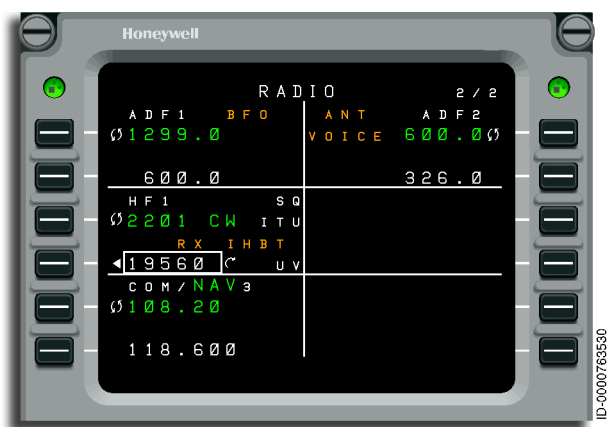 Honeywell
RADIO 2/2
ADF1 BFO ANT ADF2
1299.0 VOICE 600.0
600.0 326.0
HF1 SQ
2201 CW ITU
RX IHBT
19560 UV
COM/NAV3
108.20
118.600
ID-0000763530